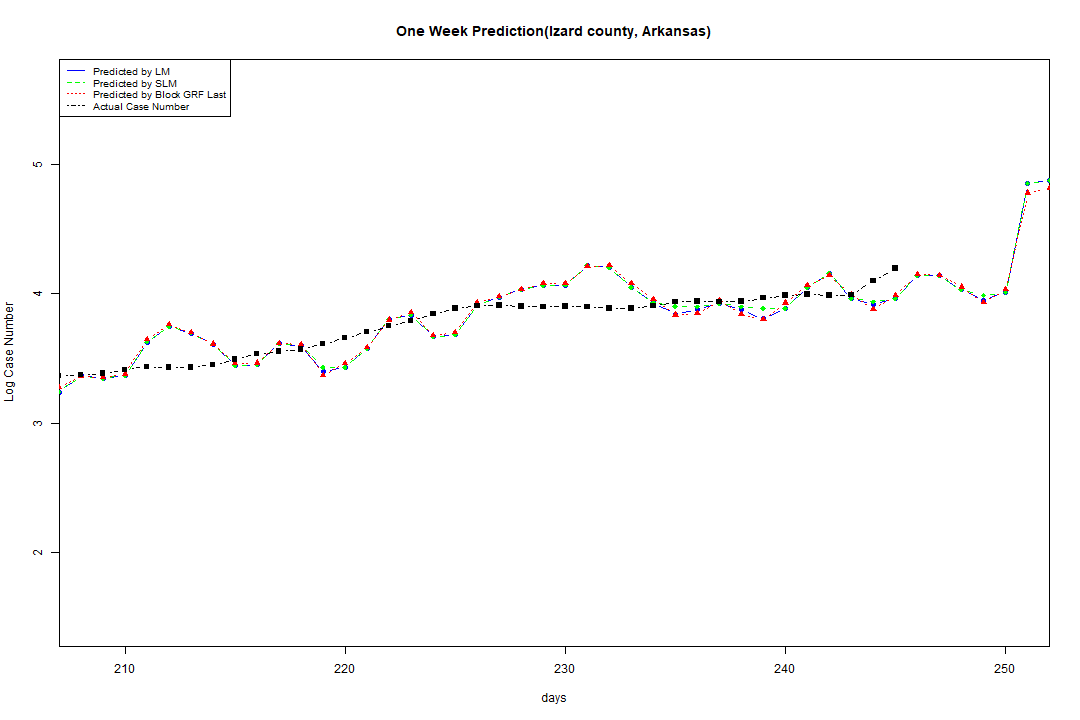 One Week Prediction(Izard county, Arkansas)
Predicted by LM
Predicted by SLM
Predicted by Block GRF Last
Actual Case Number
5
4
3
2
Log Case Number
210 220 230 240 250
days